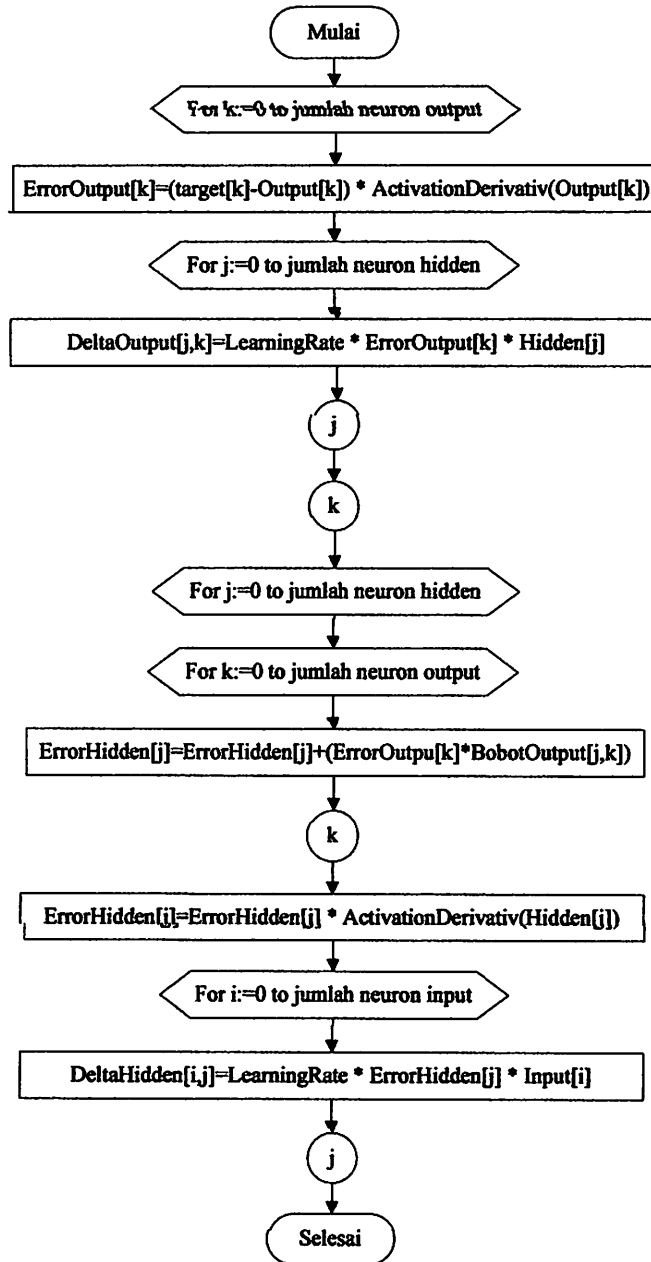 Mulai
For k:=0 to jumlah neuron output
ErrorOutput[k]=(target[k]-Output[k]) * ActivationDerivativ(Output[k])
For j:=0 to jumlah neuron hidden
DeltaOutput[j,k]=LearningRate * ErrorOutput[k] * Hidden[j]
j
k
For j:=0 to jumlah neuron hidden
For k:=0 to jumlah neuron output
ErrorHidden[j]=ErrorHidden[j]+(ErrorOutpu[k]*BobotOutput[j,k])
k
ErrorHidden[j]=ErrorHidden[j] * ActivationDerivativ(Hidden[j])
For i:=0 to jumlah neuron input
DeltaHidden[i,j]=LearningRate * ErrorHidden[j] * Input[i]
j
Selesai